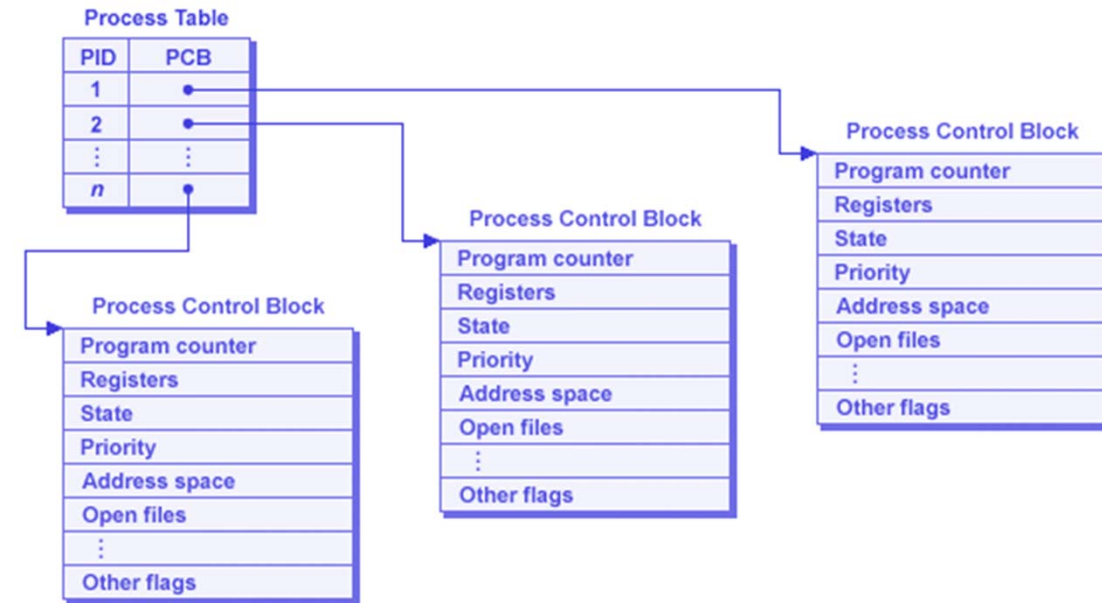 Process Table
PID PCB
1
2
⋮ ⋮
n
Process Control Block
Program counter
Registers
State
Priority
Address space
Open files
⋮
Other flags
Process Control Block
Program counter
Registers
State
Priority
Address space
Open files
⋮
Other flags
Process Control Block
Program counter
Registers
State
Priority
Address space
Open files
⋮
Other flags